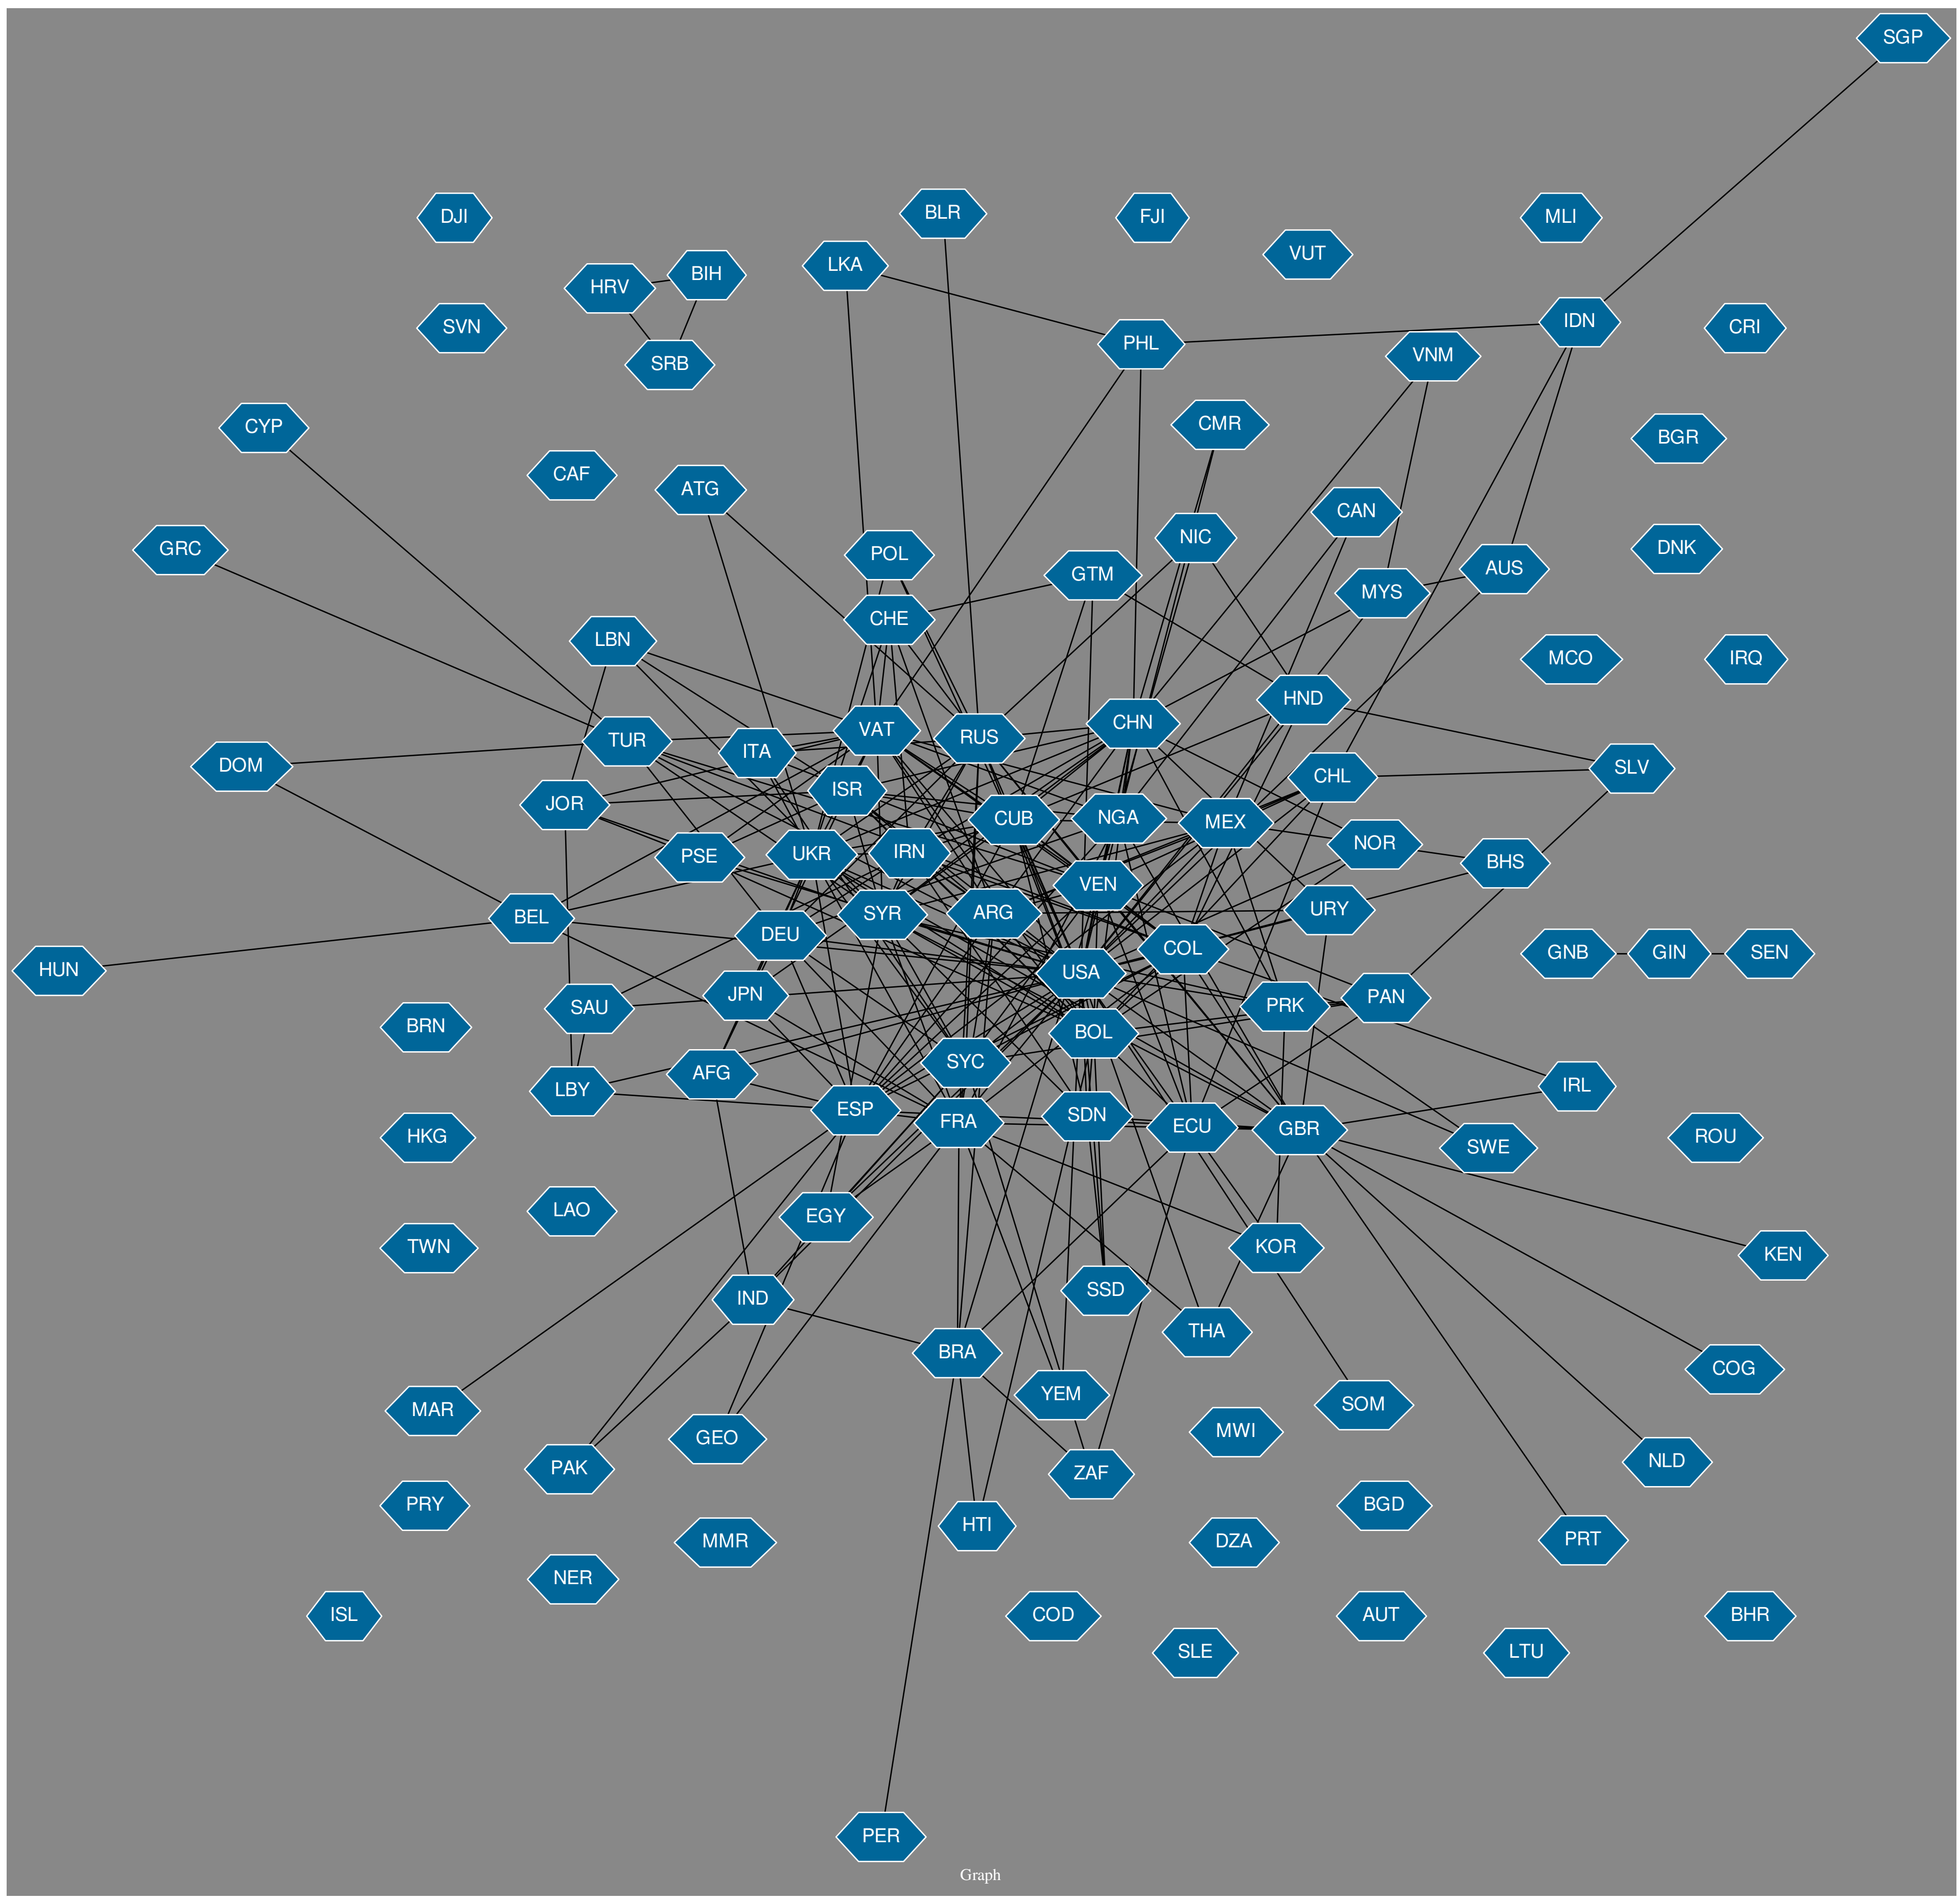 SGP
DJI
BLR
FJI
MLI
VUT
LKA
BIH
HRV
SVN
SRB
PHL
IDN
CRI
VNM
CYP
CMR
BGR
CAF
ATG
CAN
GRC
POL
NIC
DNK
GTM
AUS
MYS
CHE
LBN
MCO
IRQ
HND
TUR
ITA
VAT
RUS
CHN
DOM
SLV
CHL
JOR
ISR
CUB
NGA
MEX
PSE
UKR
IRN
NOR
BHS
VEN
BEL
SYR
ARG
URY
DEU
COL
GNB
GIN
SEN
HUN
USA
SAU
JPN
PRK
PAN
BRN
BOL
SYC
AFG
LBY
IRL
ESP
FRA
SDN
ECU
GBR
HKG
SWE
ROU
LAO
EGY
TWN
KOR
KEN
IND
SSD
THA
BRA
COG
MAR
YEM
SOM
GEO
MWI
PAK
ZAF
NLD
PRY
HTI
BGD
MMR
DZA
PRT
NER
ISL
COD
AUT
BHR
SLE
LTU
PER
Graph